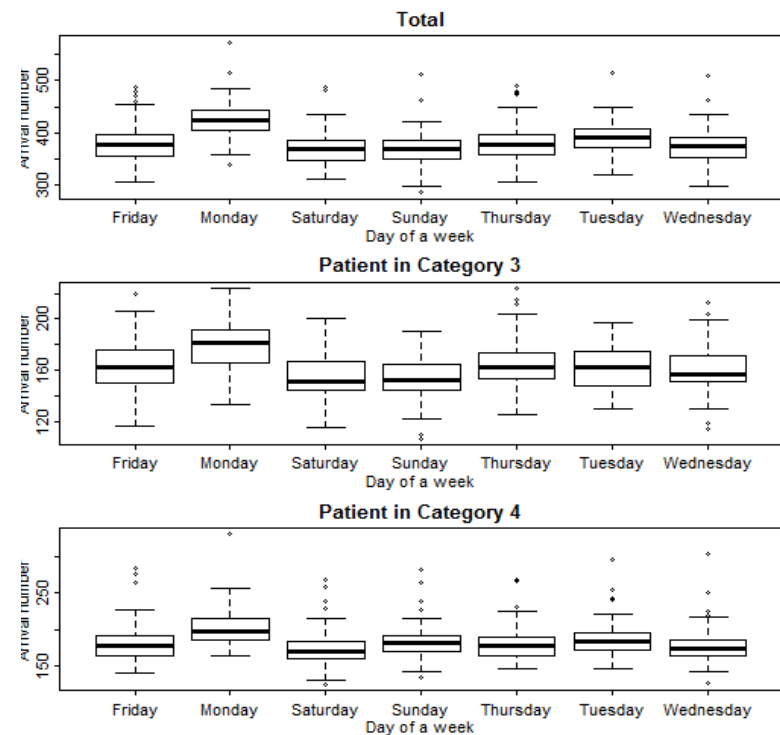 Total
Arrival number
300 400 500
Friday Monday Saturday Sunday Thursday Tuesday Wednesday
Day of a week
Patient in Category 3
Arrival number
120 160 200
Friday Monday Saturday Sunday Thursday Tuesday Wednesday
Day of a week
Patient in Category 4
Arrival number
150 250
Friday Monday Saturday Sunday Thursday Tuesday Wednesday
Day of a week